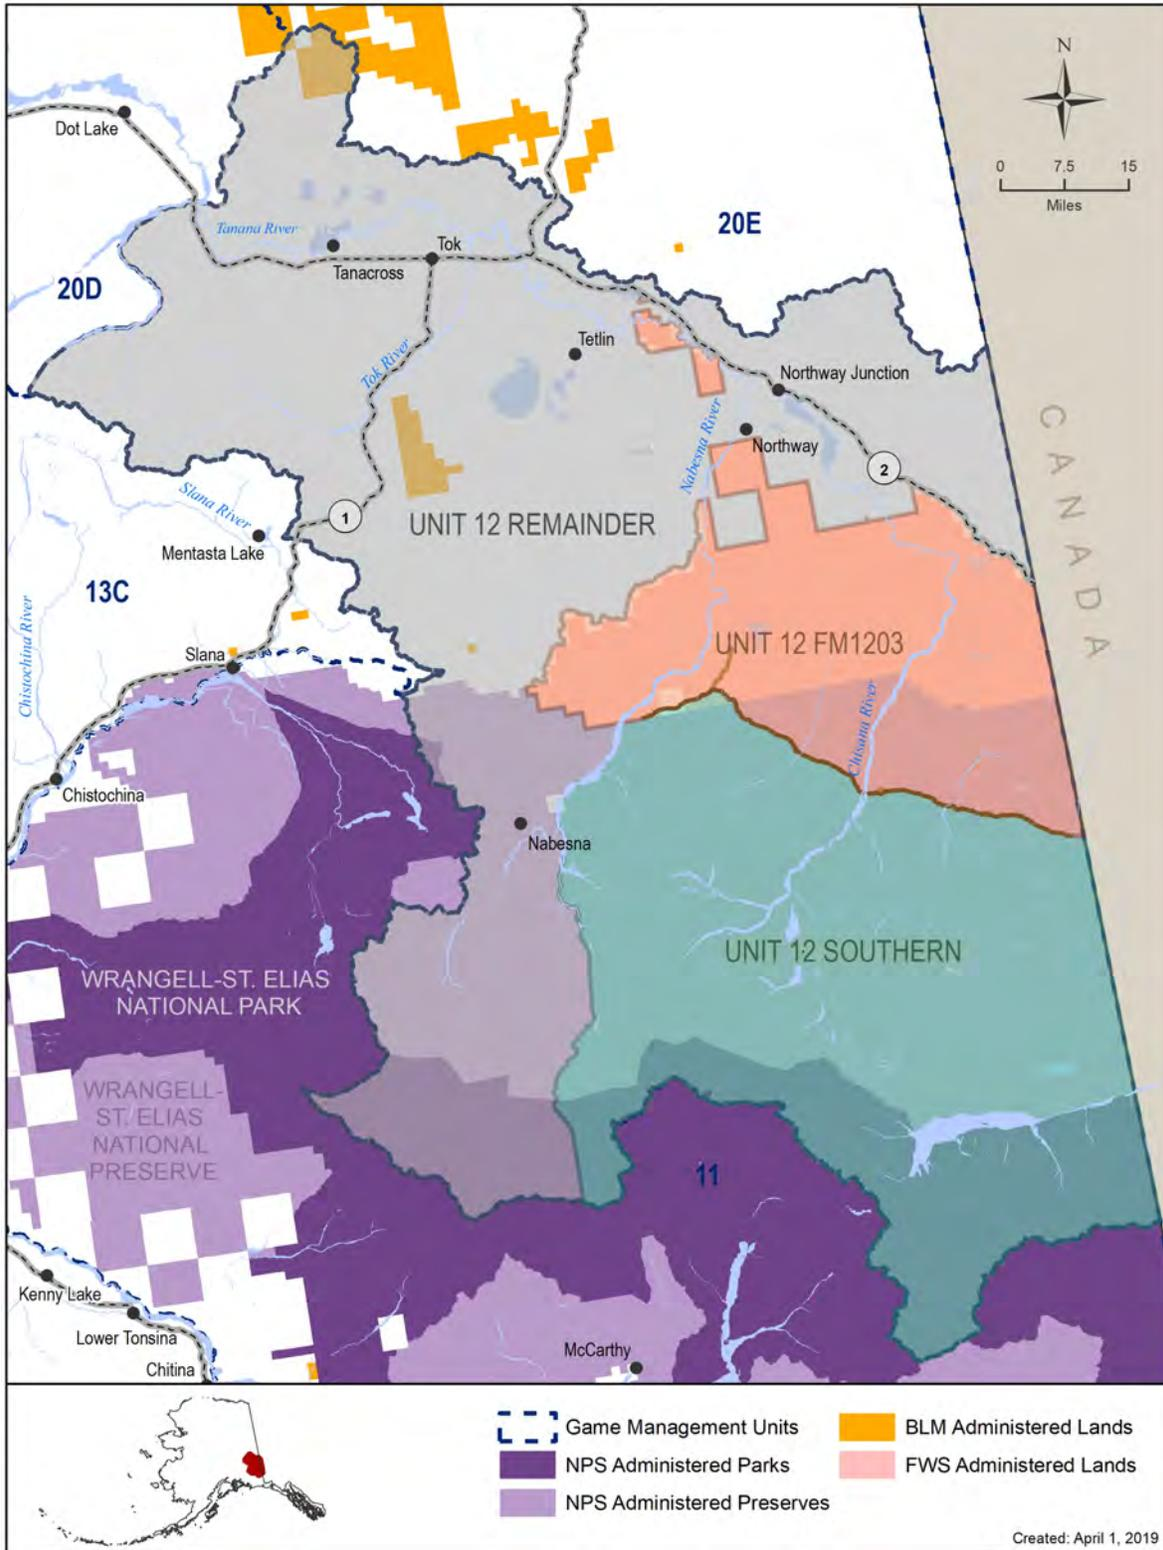 N
0 7.5 15
Miles
Dot Lake
20E
Tanana River
Tok
Tanacross
20D
Tetlin
Tok River
Northway Junction
CANADA
Nabesna River
Northway
2
Slana River
1
UNIT 12 REMAINDER
Mentasta Lake
13C
Chistochina River
UNIT 12 FM1203
Slana
Chisana River
Chistochina
Nabesna
UNIT 12 SOUTHERN
WRANGELL-ST. ELIAS
NATIONAL PARK
WRANGELL-
ST. ELIAS
NATIONAL
PRESERVE
11
Kenny Lake
Lower Tonsina
McCarthy
Chitina
Game Management Units
NPS Administered Parks
NPS Administered Preserves
BLM Administered Lands
FWS Administered Lands
Created: April 1, 2019